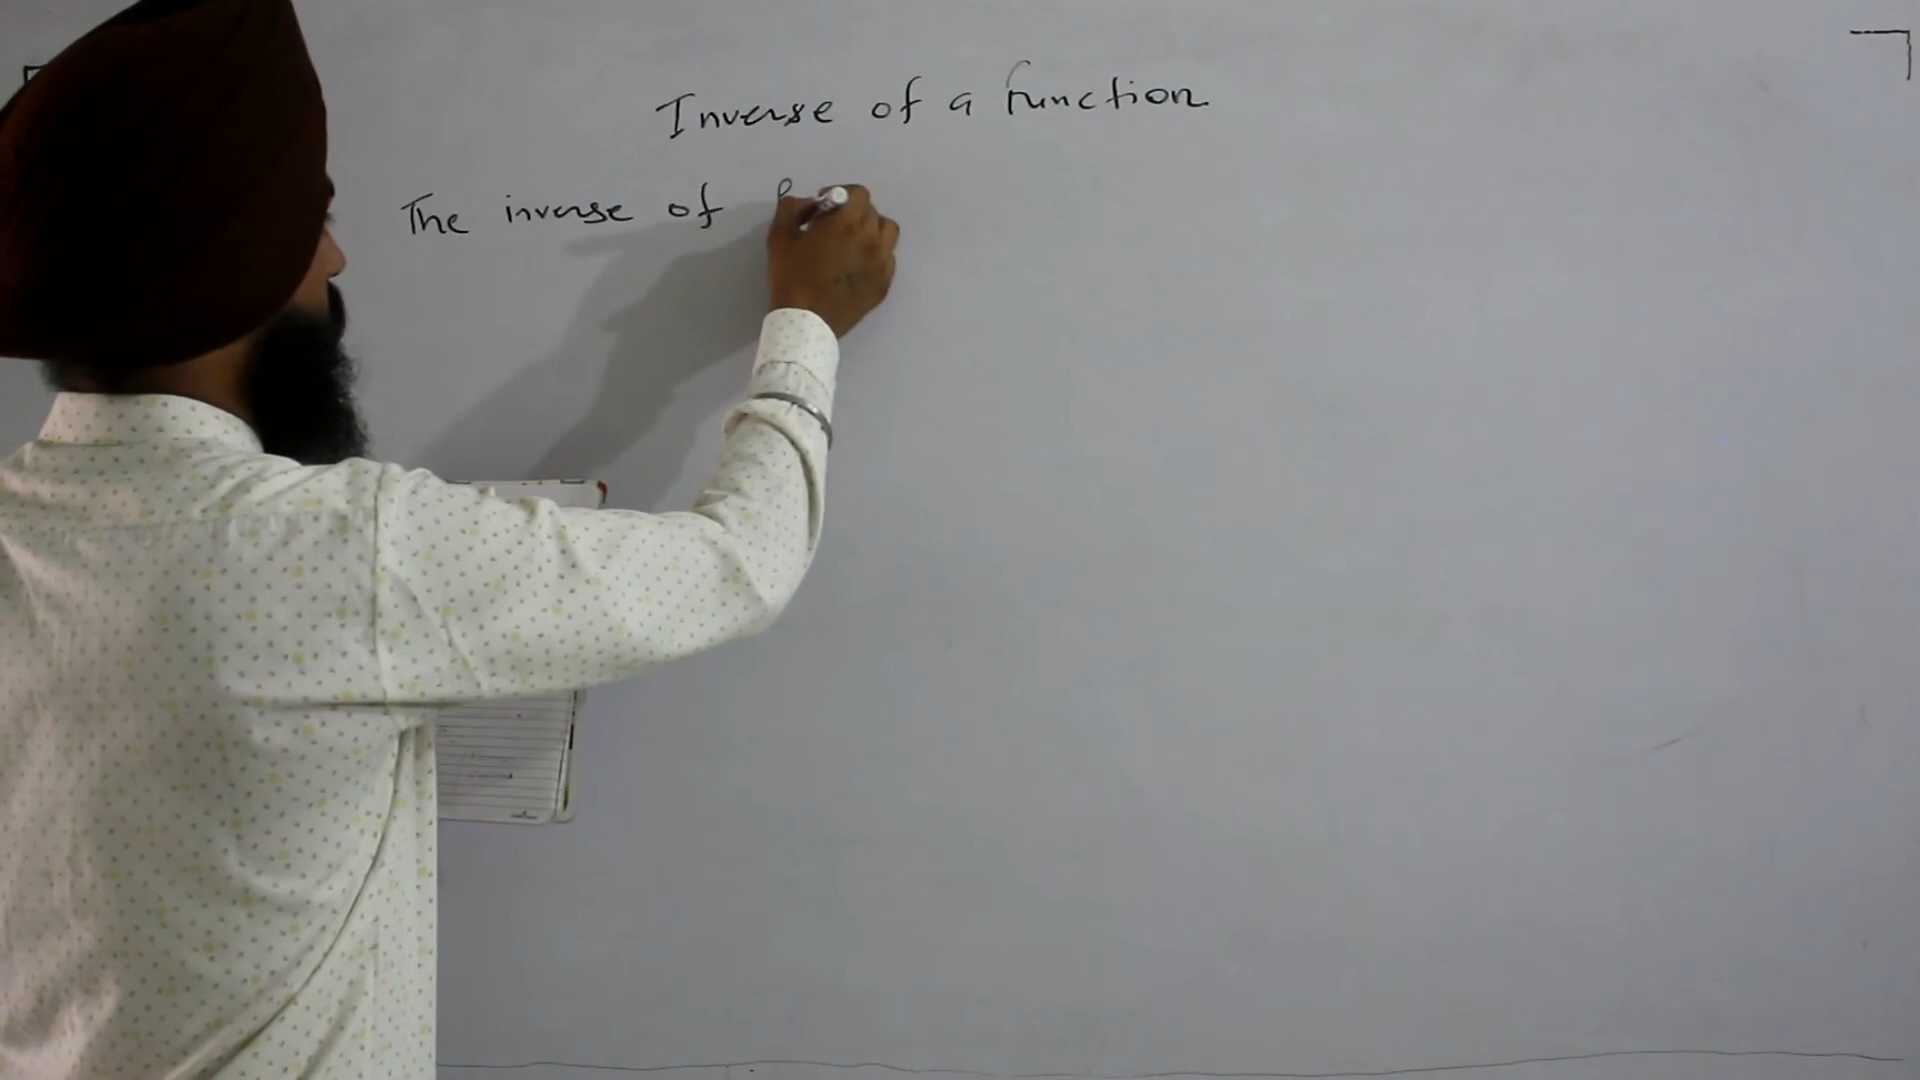 Inverse of a function
The inverse of